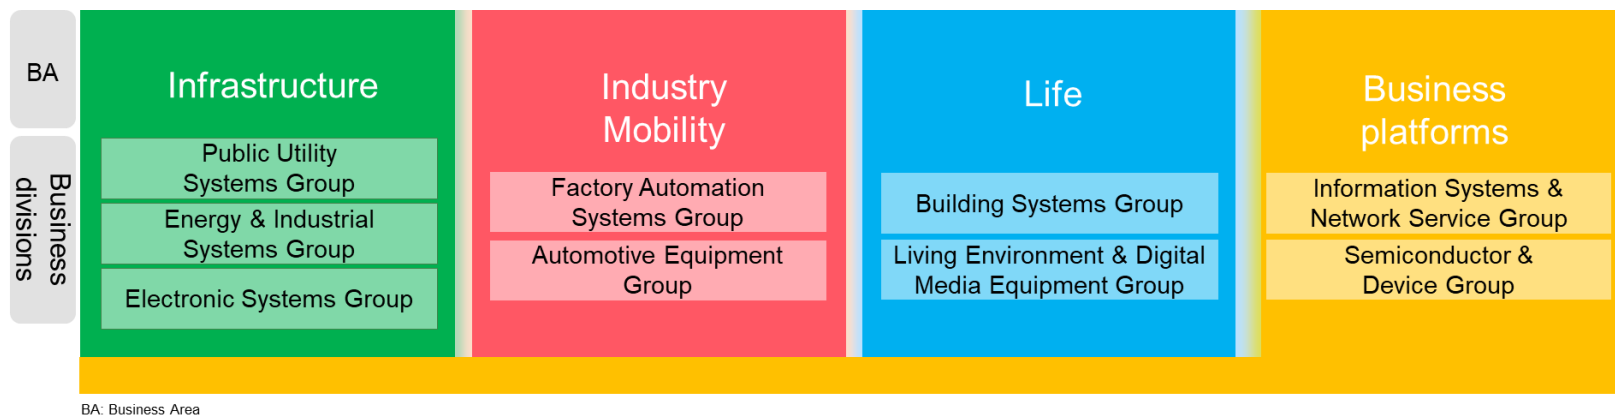 BA
Infrastructure
Industry
Mobility
Life
Business
platforms
Business
divisions
Public Utility
Systems Group
Energy & Industrial
Systems Group
Electronic Systems Group
Factory Automation
Systems Group
Automotive Equipment
Group
Building Systems Group
Living Environment & Digital
Media Equipment Group
Information Systems &
Network Service Group
Semiconductor &
Device Group
BA: Business Area